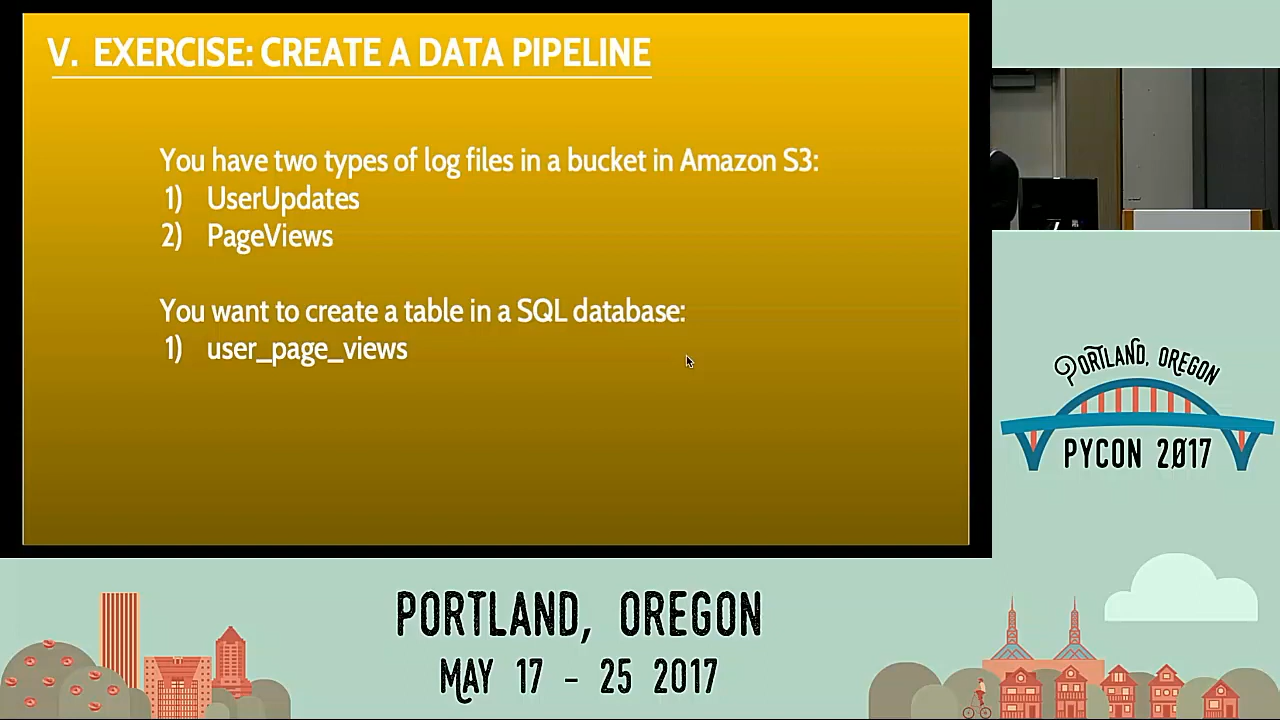 V. EXERCISE: CREATE A DATA PIPELINE
You have two types of log files in a bucket in Amazon S3:
1) UserUpdates
2) PageViews
You want to create a table in a SQL database:
1) user_page_views
PORTLAND, OREGON
PYCON 2017
PORTLAND, OREGON
MAY 17 - 25 2017